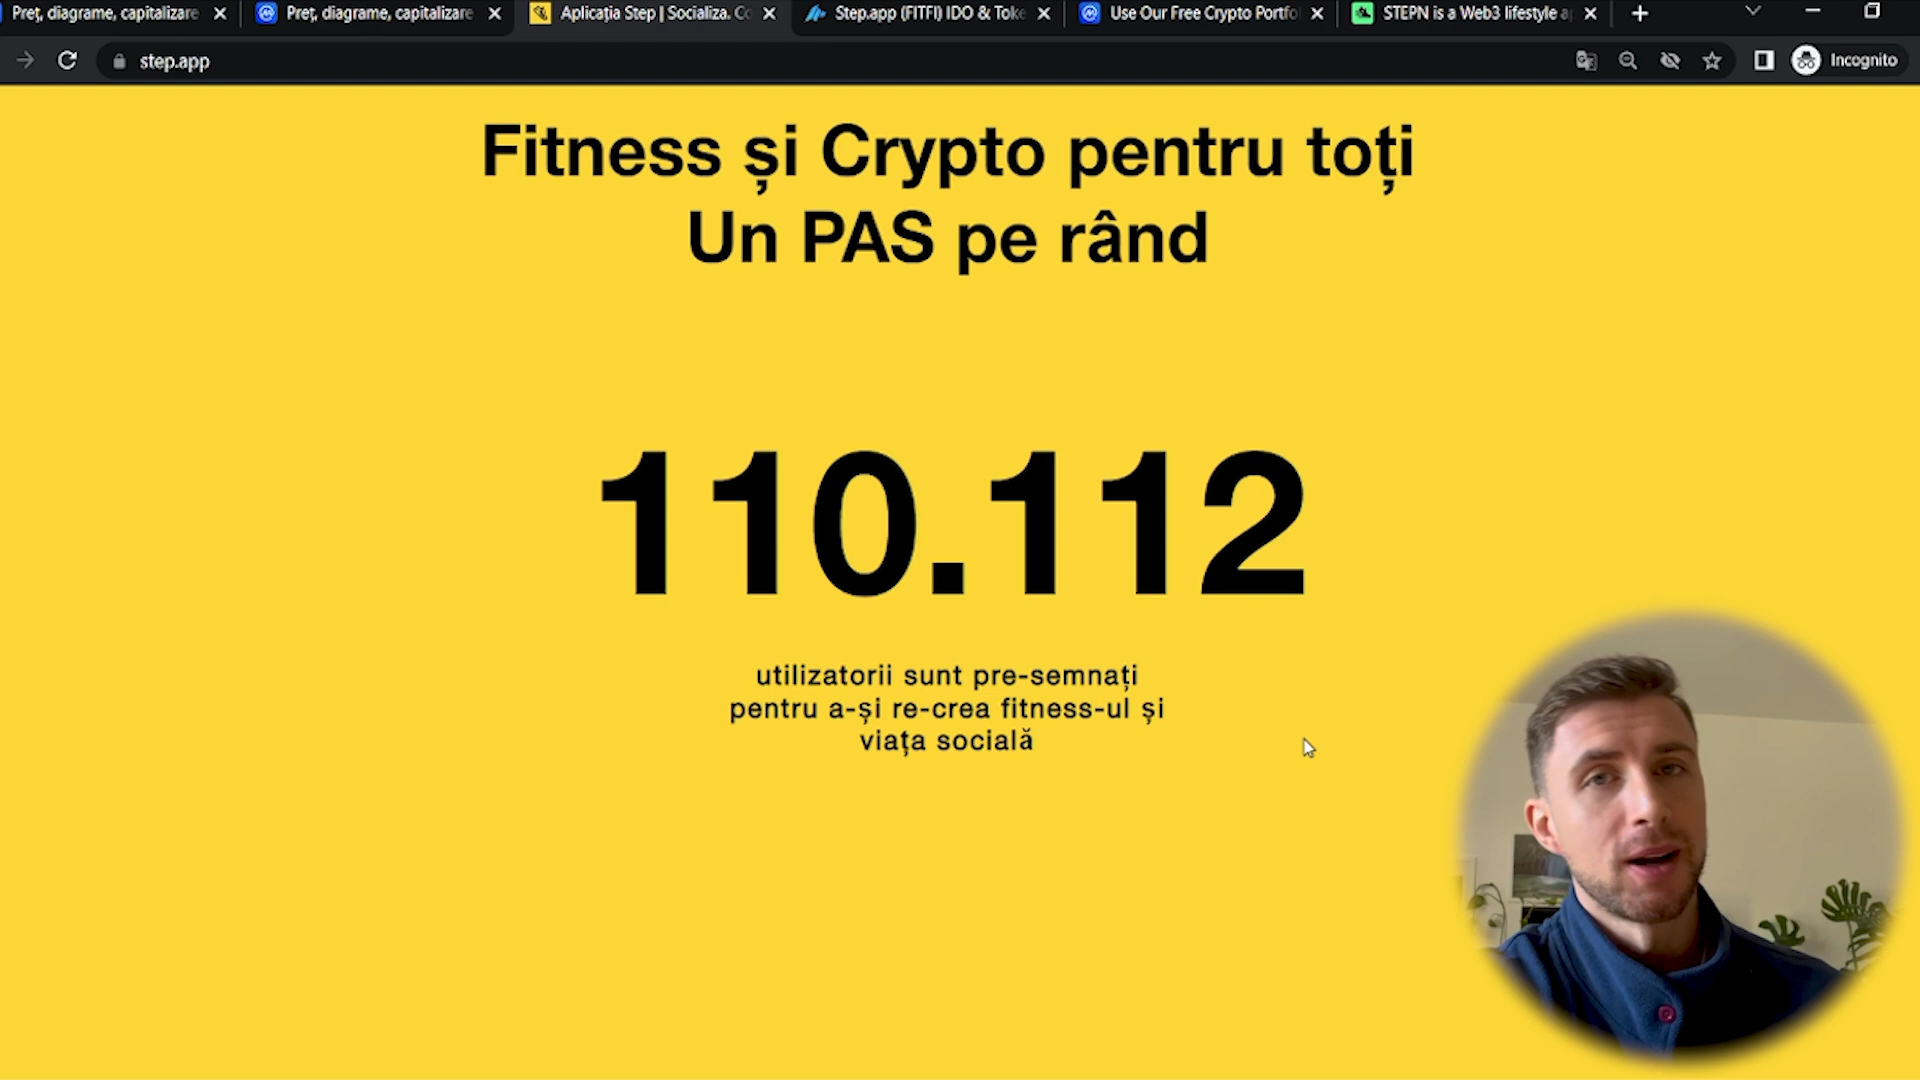 Preț, diagrame, capitalizare
Preț, diagrame, capitalizare
Aplicația Step | Socializa. Co
Step.app (FITFI) IDO & Toke
Use Our Free Crypto Portfo
STEPN is a Web3 lifestyle a
step.app
Incognito
Fitness și Crypto pentru toți
Un PAS pe rând
110.112
utilizatorii sunt pre-semnați
pentru a-și re-crea fitness-ul și
viața socială